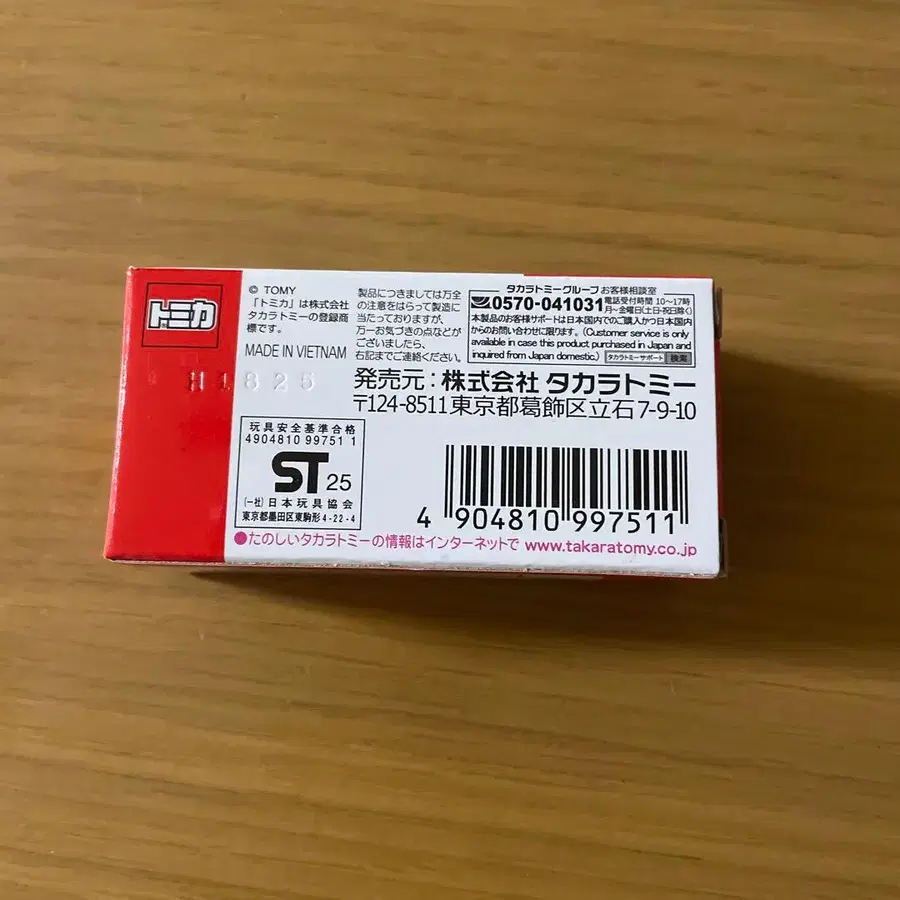 トミカ
© TOMY
「トミカ」は株式会社
タカラトミーの登録商
標です。
MADE IN VIETNAM
H1825
製品につきましては万全
の注意をはらって製造に
当たっておりますが、
万一お気づきの点などが
ございましたら、
右記までご連絡ください。
タカラトミーグループ お客様相談室
0570-041031 電話受付時間 10〜17時
月〜金曜日(土・日・祝日除く)
本製品のお客様サポートは日本国内でのご購入かつ日本国内
からのお問い合わせに限ります。(Customer service is only
available in case this product purchased in Japan and
inquired from Japan domestic.) タカラトミーサポート 検索
発売元:株式会社 タカラトミー
〒124-8511東京都葛飾区立石7-9-10
玩具安全基準合格
4904810 99751 1
ST 25
(一社)日本玩具協会
東京都墨田区東駒形4-22-4
4 904810 997511
●たのしいタカラトミーの情報はインターネットで www.takaratomy.co.jp